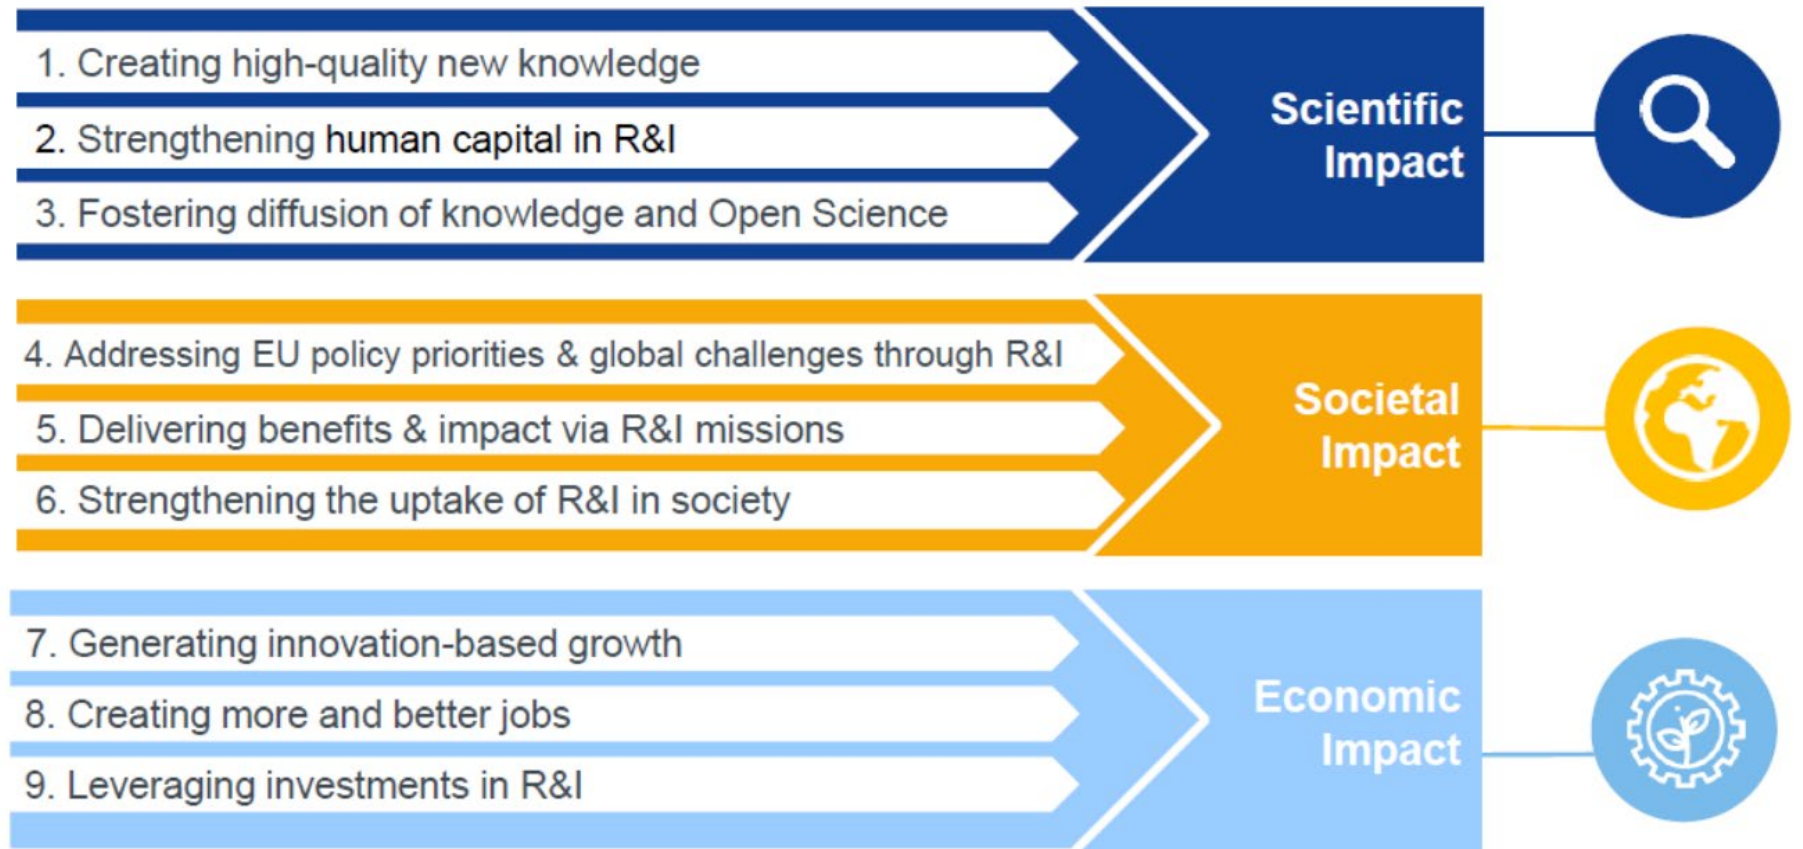 1. Creating high-quality new knowledge
2. Strengthening human capital in R&I
3. Fostering diffusion of knowledge and Open Science
Scientific
Impact
4. Addressing EU policy priorities & global challenges through R&I
5. Delivering benefits & impact via R&I missions
6. Strengthening the uptake of R&I in society
Societal
Impact
7. Generating innovation-based growth
8. Creating more and better jobs
9. Leveraging investments in R&I
Economic
Impact